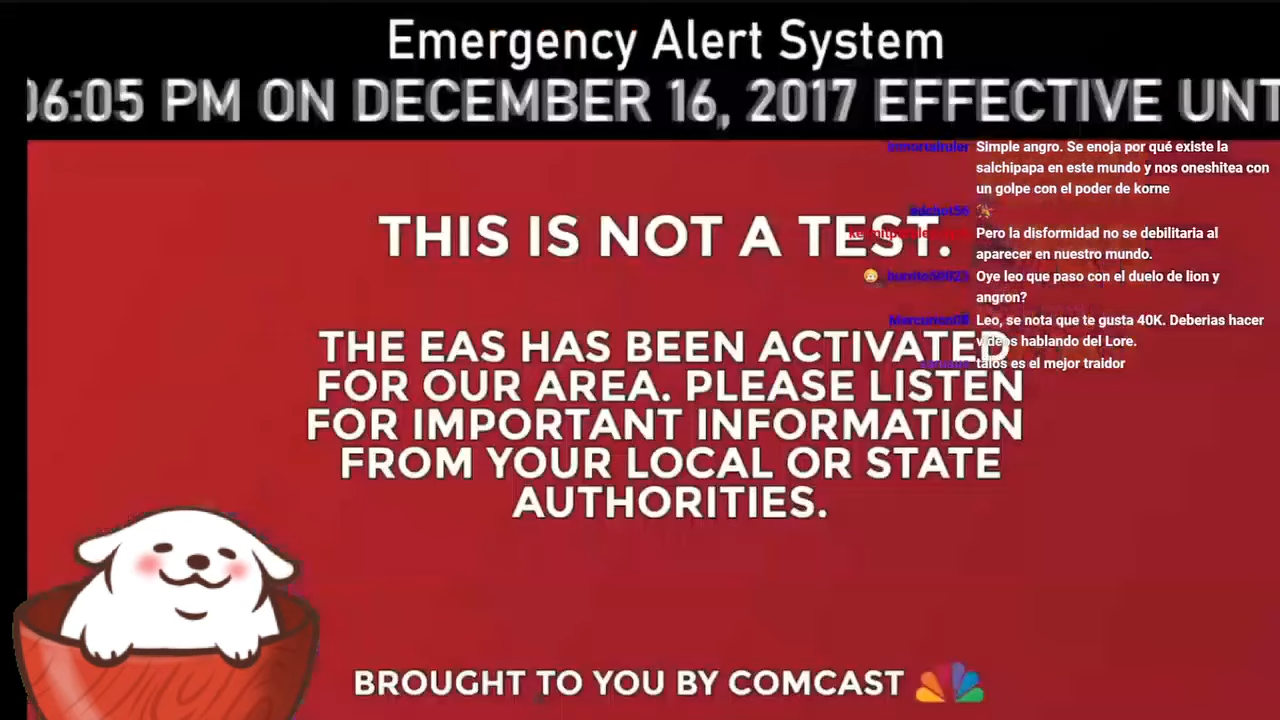 Emergency Alert System
06:05 PM ON DECEMBER 16, 2017 EFFECTIVE UNT
THIS IS NOT A TEST.
THE EAS HAS BEEN ACTIVATED
FOR OUR AREA. PLEASE LISTEN
FOR IMPORTANT INFORMATION
FROM YOUR LOCAL OR STATE
AUTHORITIES.
BROUGHT TO YOU BY COMCAST
Simple angro. Se enoja por qué existe la
salchipapa en este mundo y nos oneshitea con
un golpe con el poder de korne
Pero la disformidad no se debilitaria al
aparecer en nuestro mundo.
Oye leo que paso con el duelo de lion y
angron?
Leo, se nota que te gusta 40K. Deberias hacer
videos hablando del Lore.
talos es el mejor traidor